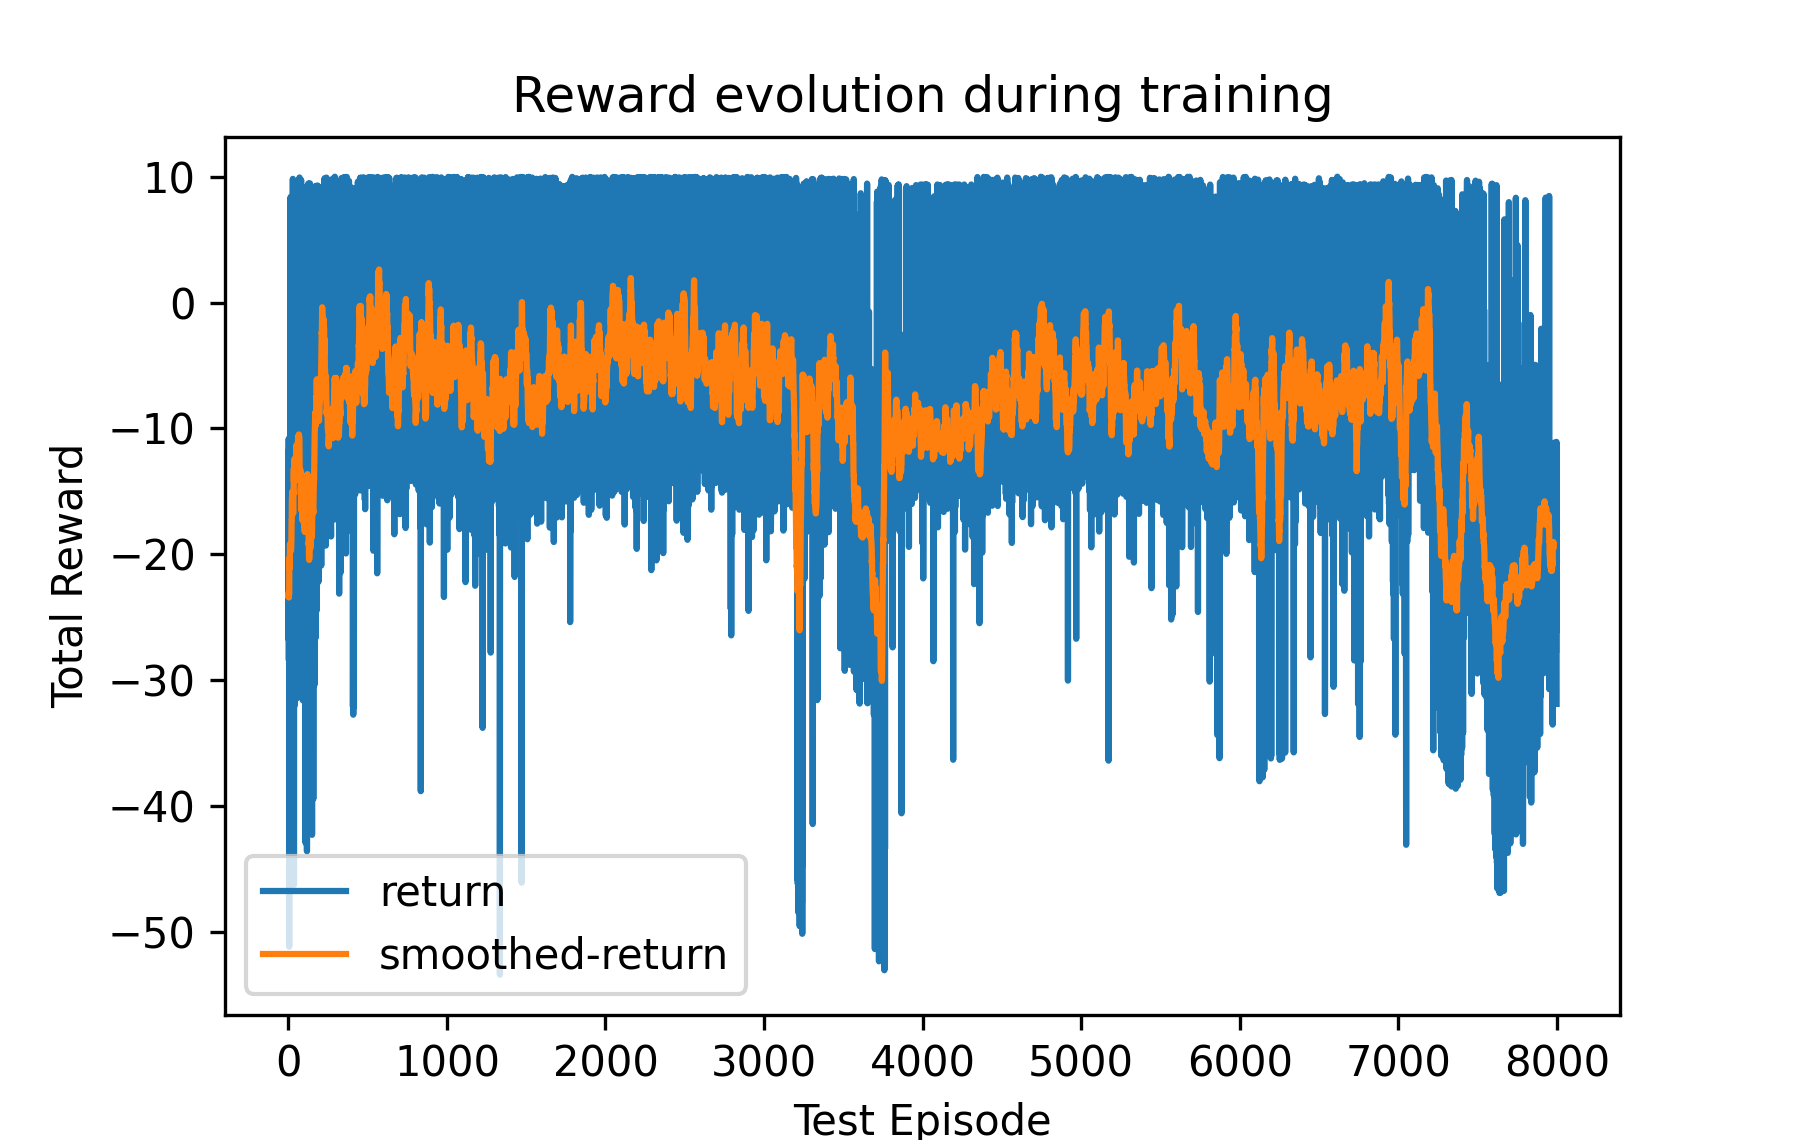 Reward evolution during training
10
0
−10
−20
−30
−40
−50
Total Reward
return
smoothed-return
0 1000 2000 3000 4000 5000 6000 7000 8000
Test Episode